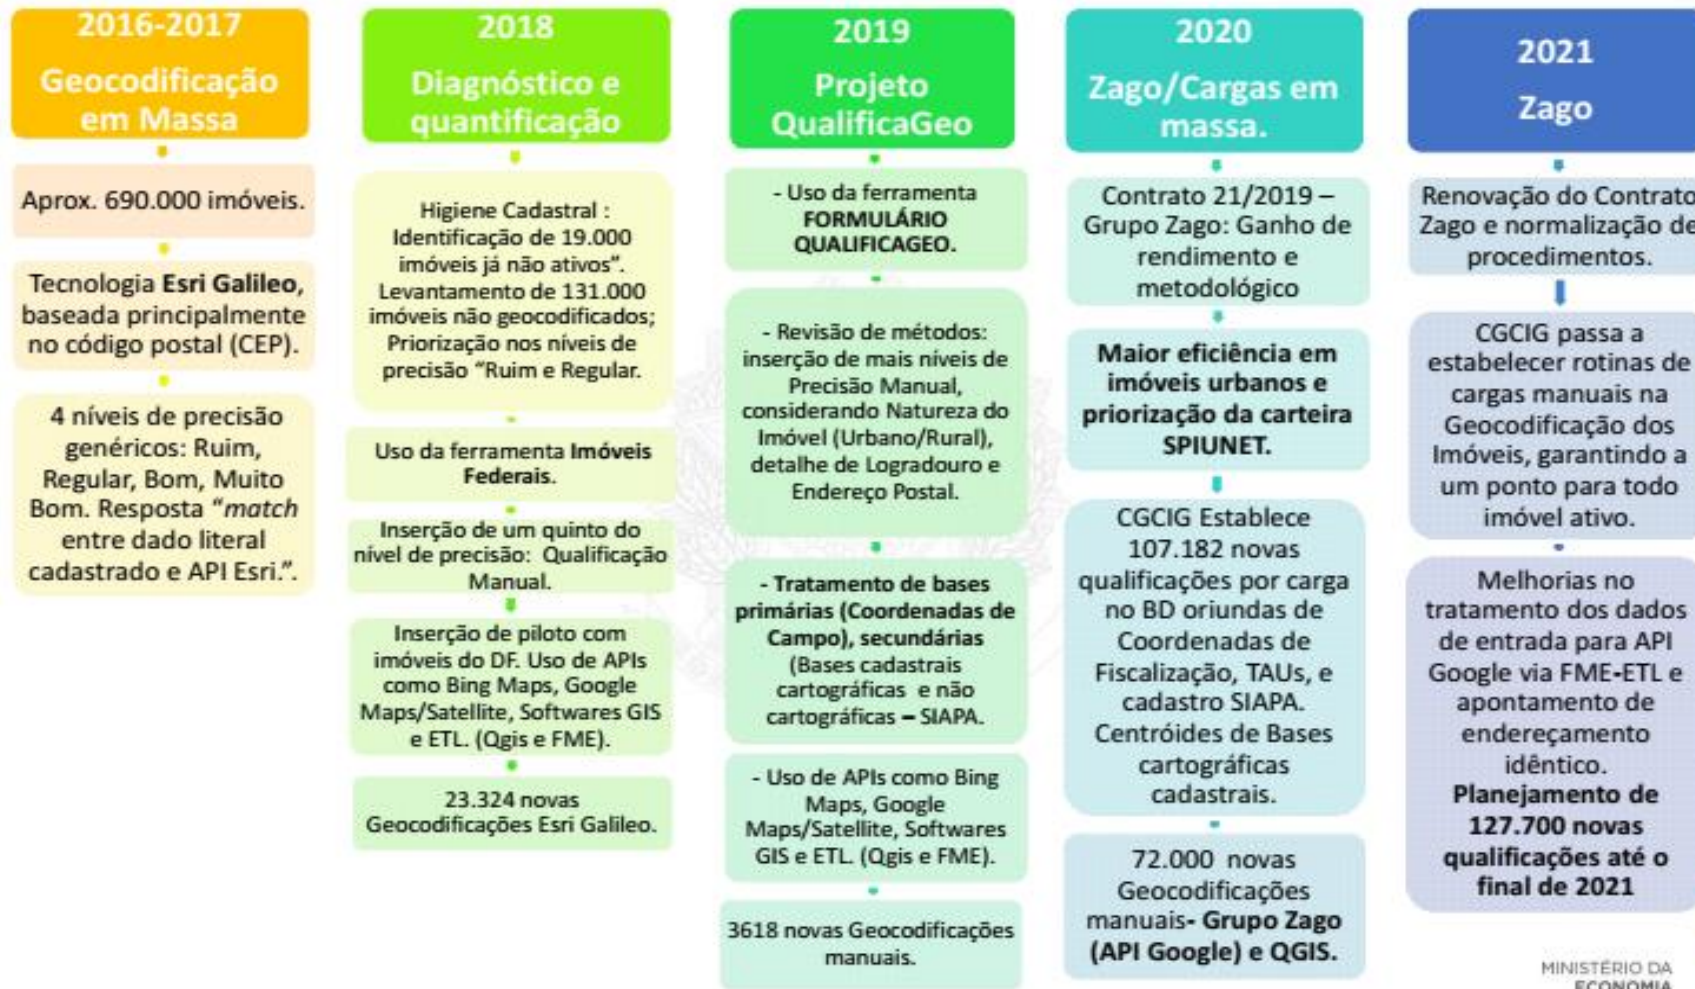 2016-2017
Geocodificação
em Massa
Aprox. 690.000 imóveis.
Tecnologia Esri Galileo,
baseada principalmente
no código postal (CEP).
4 níveis de precisão
genéricos: Ruim,
Regular, Bom, Muito
Bom. Resposta “match
entre dado literal
cadastrado e API Esri.”.
2018
Diagnóstico e
quantificação
Higiene Cadastral :
Identificação de 19.000
imóveis já não ativos”.
Levantamento de 131.000
imóveis não geocodificados;
Priorização nos níveis de
precisão “Ruim e Regular.
Uso da ferramenta Imóveis
Federais.
Inserção de um quinto do
nível de precisão: Qualificação
Manual.
Inserção de piloto com
imóveis do DF. Uso de APIs
como Bing Maps, Google
Maps/Satellite, Softwares GIS
e ETL. (Qgis e FME).
23.324 novas
Geocodificações Esri Galileo.
2019
Projeto
QualificaGeo
- Uso da ferramenta
FORMULÁRIO
QUALIFICAGEO.
- Revisão de métodos:
inserção de mais níveis de
Precisão Manual,
considerando Natureza do
Imóvel (Urbano/Rural),
detalhe de Logradouro e
Endereço Postal.
- Tratamento de bases
primárias (Coordenadas de
Campo), secundárias
(Bases cadastrais
cartográficas e não
cartográficas – SIAPA.
- Uso de APIs como Bing
Maps, Google
Maps/Satellite, Softwares
GIS e ETL. (Qgis e FME).
3618 novas Geocodificações
manuais.
2020
Zago/Cargas em
massa.
Contrato 21/2019 –
Grupo Zago: Ganho de
rendimento e
metodológico
Maior eficiência em
imóveis urbanos e
priorização da carteira
SPIUNET.
CGCIG Establece
107.182 novas
qualificações por carga
no BD oriundas de
Coordenadas de
Fiscalização, TAUs, e
cadastro SIAPA.
Centróides de Bases
cartográficas
cadastrais.
72.000 novas
Geocodificações
manuais- Grupo Zago
(API Google) e QGIS.
2021
Zago
Renovação do Contrato
Zago e normalização de
procedimentos.
CGCIG passa a
estabelecer rotinas de
cargas manuais na
Geocodificação dos
Imóveis, garantindo a
um ponto para todo
imóvel ativo.
Melhorias no
tratamento dos dados
de entrada para API
Google via FME-ETL e
apontamento de
endereçamento
idêntico.
Planejamento de
127.700 novas
qualificações até o
final de 2021
MINISTÉRIO DA
ECONOMIA